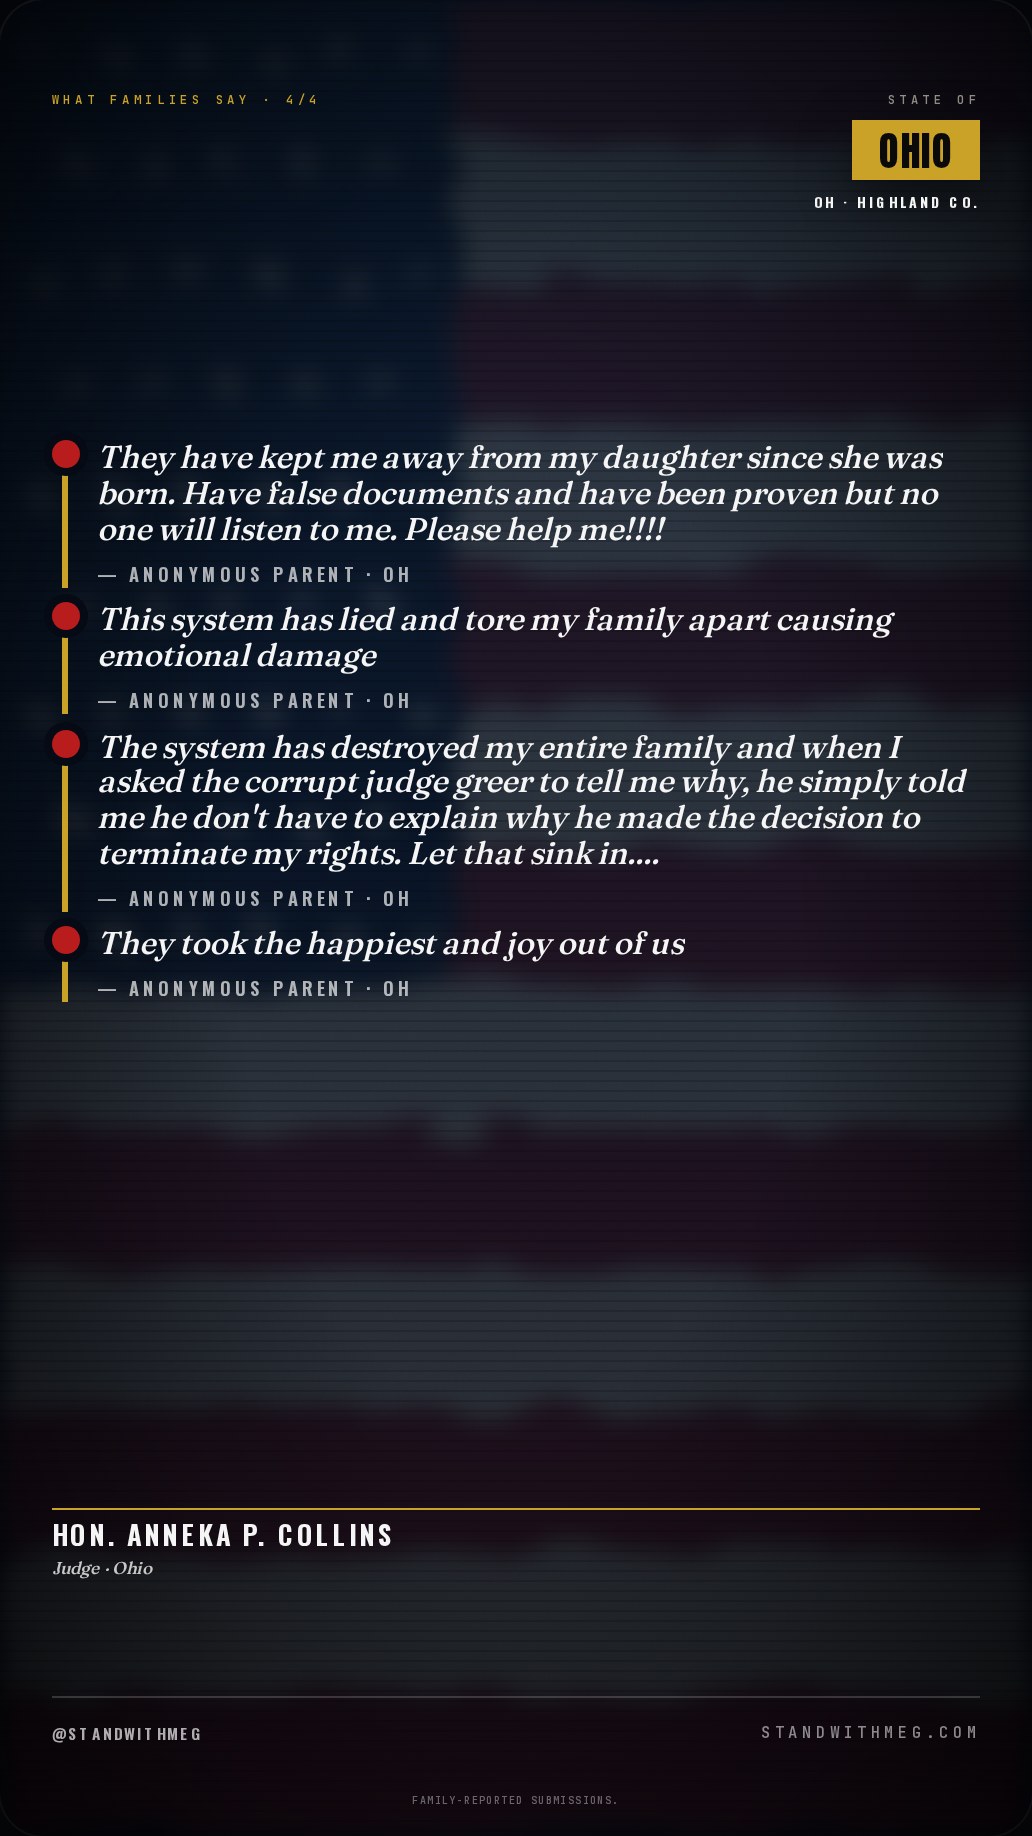 WHAT FAMILIES SAY · 4/4
STATE OF
OHIO
OH · HIGHLAND CO.
They have kept me away from my daughter since she was
born. Have false documents and have been proven but no
one will listen to me. Please help me!!!!
— ANONYMOUS PARENT · OH
This system has lied and tore my family apart causing
emotional damage
— ANONYMOUS PARENT · OH
The system has destroyed my entire family and when I
asked the corrupt judge greer to tell me why, he simply told
me he don't have to explain why he made the decision to
terminate my rights. Let that sink in....
— ANONYMOUS PARENT · OH
They took the happiest and joy out of us
— ANONYMOUS PARENT · OH
HON. ANNEKA P. COLLINS
Judge · Ohio
@STANDWITHMEG
STANDWITHMEG.COM
FAMILY-REPORTED SUBMISSIONS.